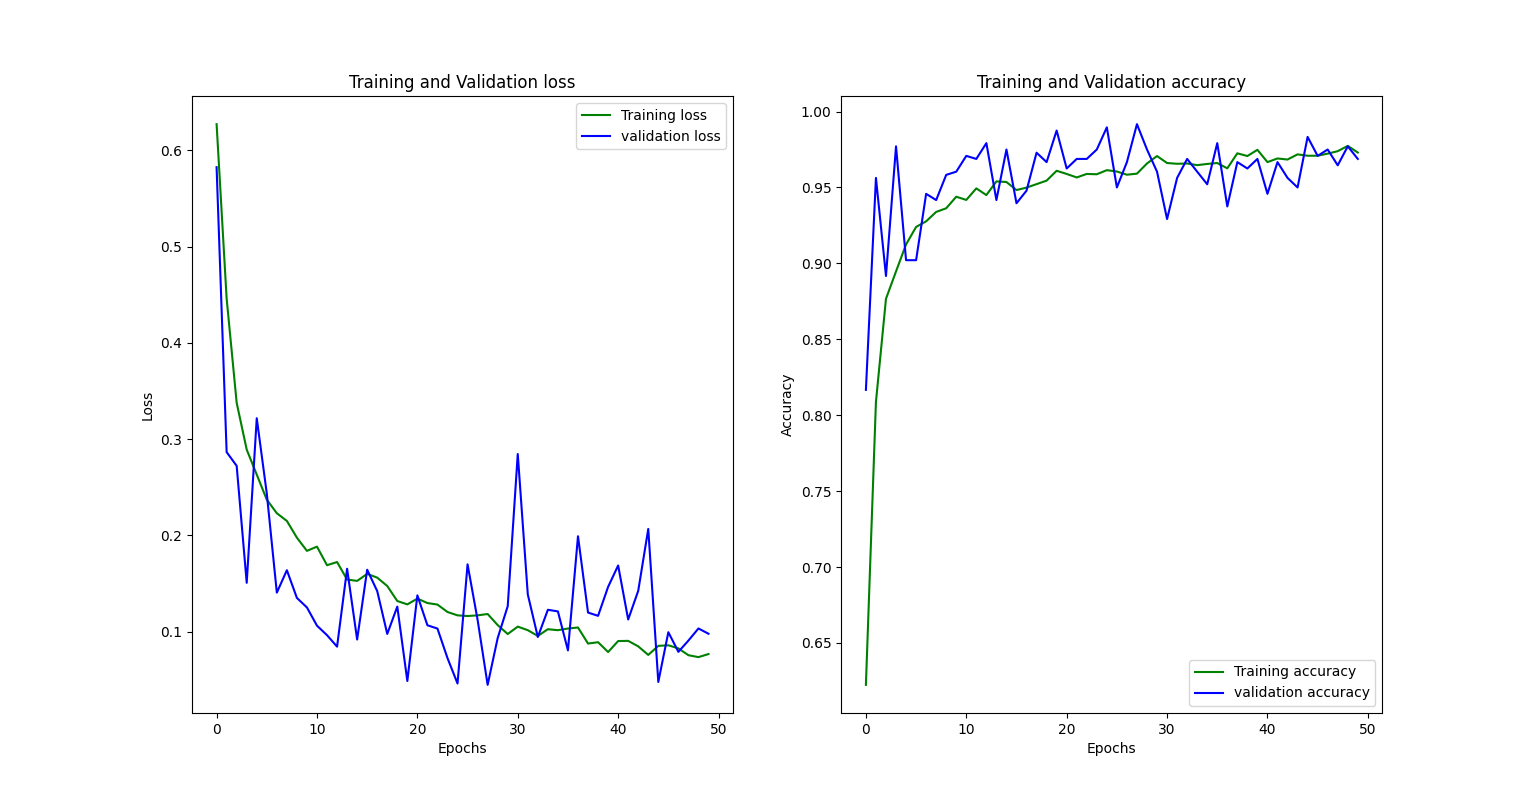 Training and Validation loss
Training loss
validation loss
0.6
0.5
0.4
0.3
0.2
0.1
Loss
0 10 20 30 40 50
Epochs
Training and Validation accuracy
1.00
0.95
0.90
0.85
0.80
0.75
0.70
0.65
Accuracy
Training accuracy
validation accuracy
0 10 20 30 40 50
Epochs